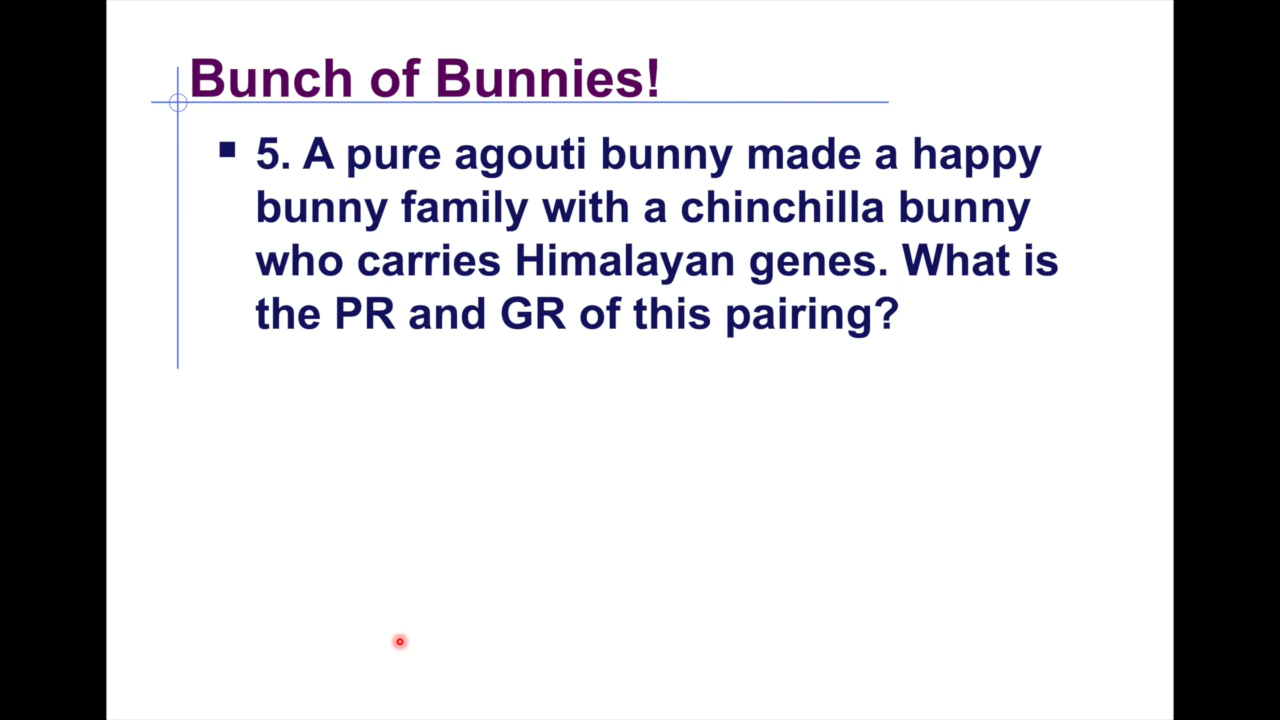 Bunch of Bunnies!
5. A pure agouti bunny made a happy
bunny family with a chinchilla bunny
who carries Himalayan genes. What is
the PR and GR of this pairing?